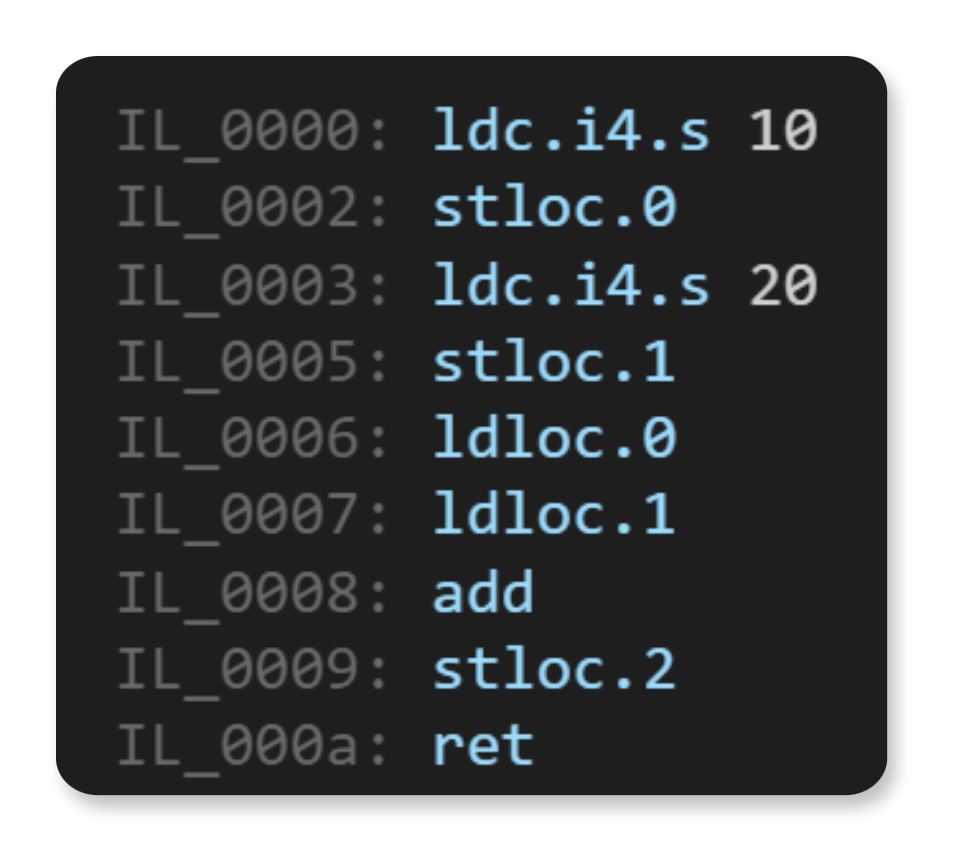 IL_0000: ldc.i4.s 10
IL_0002: stloc.0
IL_0003: ldc.i4.s 20
IL_0005: stloc.1
IL_0006: ldloc.0
IL_0007: ldloc.1
IL_0008: add
IL_0009: stloc.2
IL_000a: ret